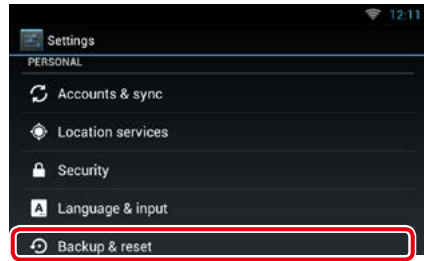 12:11
Settings
PERSONAL
Accounts & sync
Location services
Security
A Language & input
Backup & reset